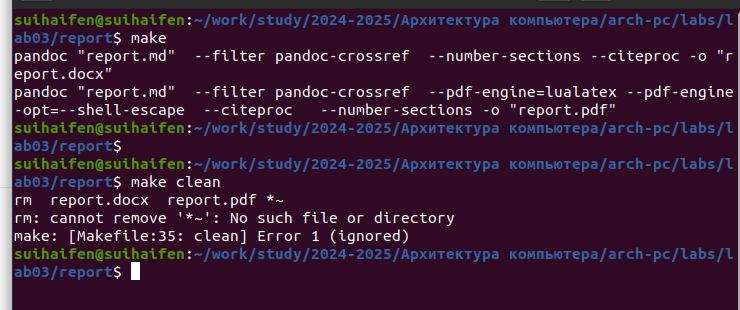 suihaifen@suihaifen:~/work/study/2024-2025/Архитектура компьютера/arch-pc/labs/l
ab03/report$ make
pandoc "report.md"  --filter pandoc-crossref  --number-sections --citeproc -o "r
eport.docx"
pandoc "report.md"  --filter pandoc-crossref  --pdf-engine=lualatex --pdf-engine
-opt=--shell-escape  --citeproc   --number-sections -o "report.pdf"
suihaifen@suihaifen:~/work/study/2024-2025/Архитектура компьютера/arch-pc/labs/l
ab03/report$
suihaifen@suihaifen:~/work/study/2024-2025/Архитектура компьютера/arch-pc/labs/l
ab03/report$ make clean
rm  report.docx  report.pdf *~
rm: cannot remove '*~': No such file or directory
make: [Makefile:35: clean] Error 1 (ignored)
suihaifen@suihaifen:~/work/study/2024-2025/Архитектура компьютера/arch-pc/labs/l
ab03/report$